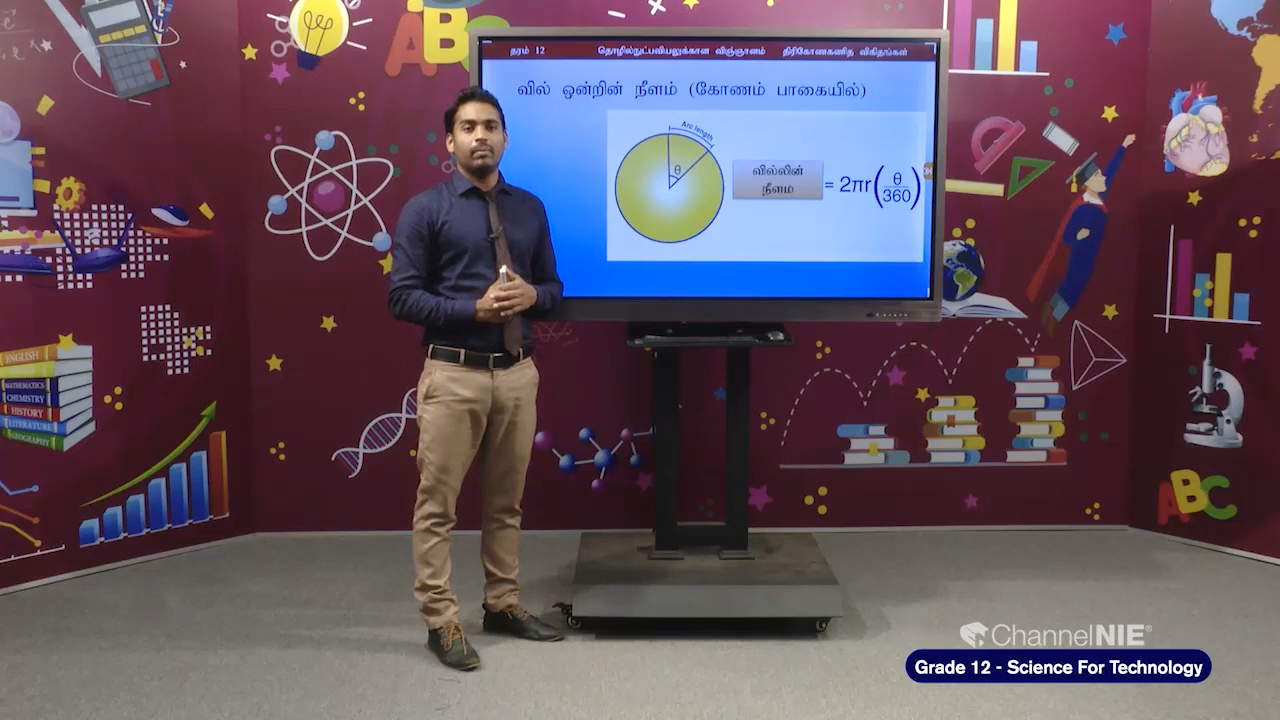 தரம் 12 தொழில்நுட்பவியலுக்கான விஞ்ஞானம் திரிகோணகணித விகிதங்கள்
வில் ஒன்றின் நீளம் (கோணம் பாகையில்)
Arc length
θ
வில்லின்
நீளம்
= 2πr(θ/360)
ABC
ENGLISH
MATHEMATICS
CHEMISTRY
HISTORY
LITERATURE
GEOGRAPHY
ABC
ChannelNIE®
Grade 12 - Science For Technology